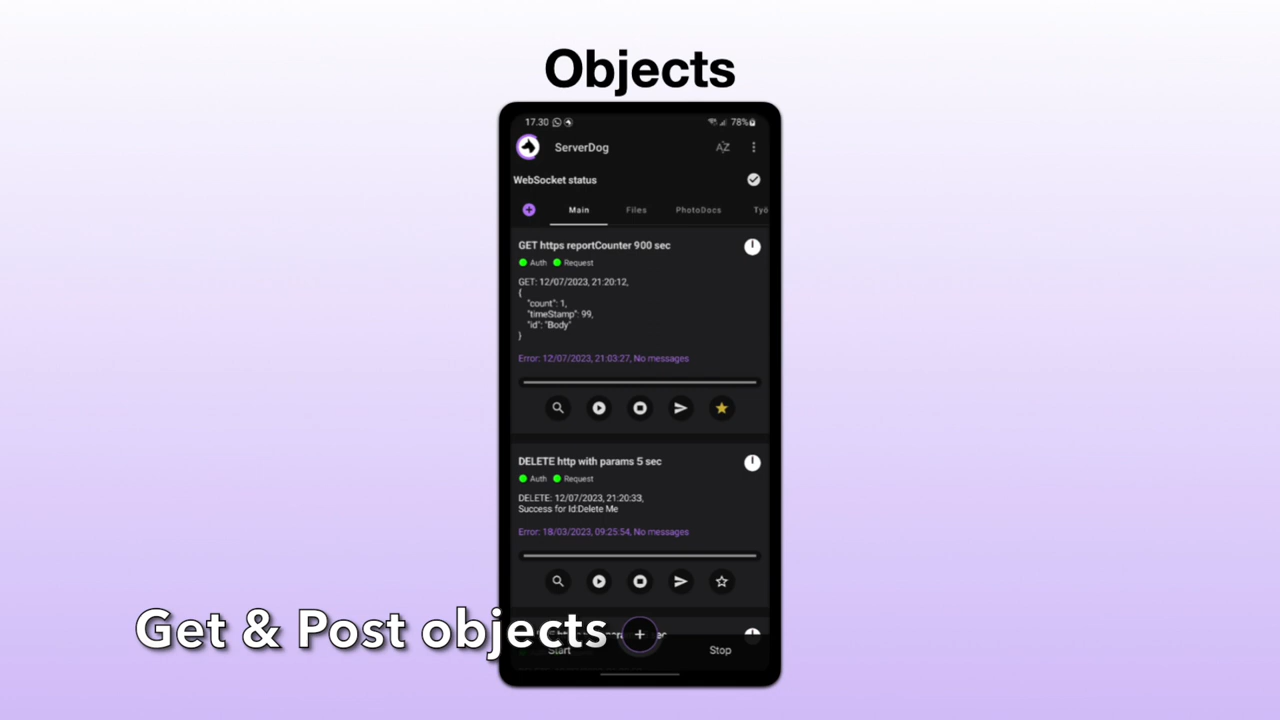 Objects
17.30 78%
ServerDog AZ
WebSocket status
Main Files PhotoDocs Työ
GET https reportCounter 900 sec
Auth Request
GET: 12/07/2023, 21:20:12,
{
"count": 1,
"timeStamp": 99,
"id": "Body"
}
Error: 12/07/2023, 21:03:27, No messages
DELETE http with params 5 sec
Auth Request
DELETE: 12/07/2023, 21:20:33,
Success for Id:Delete Me
Error: 18/03/2023, 09:25:54, No messages
Get & Post objects
Start Stop